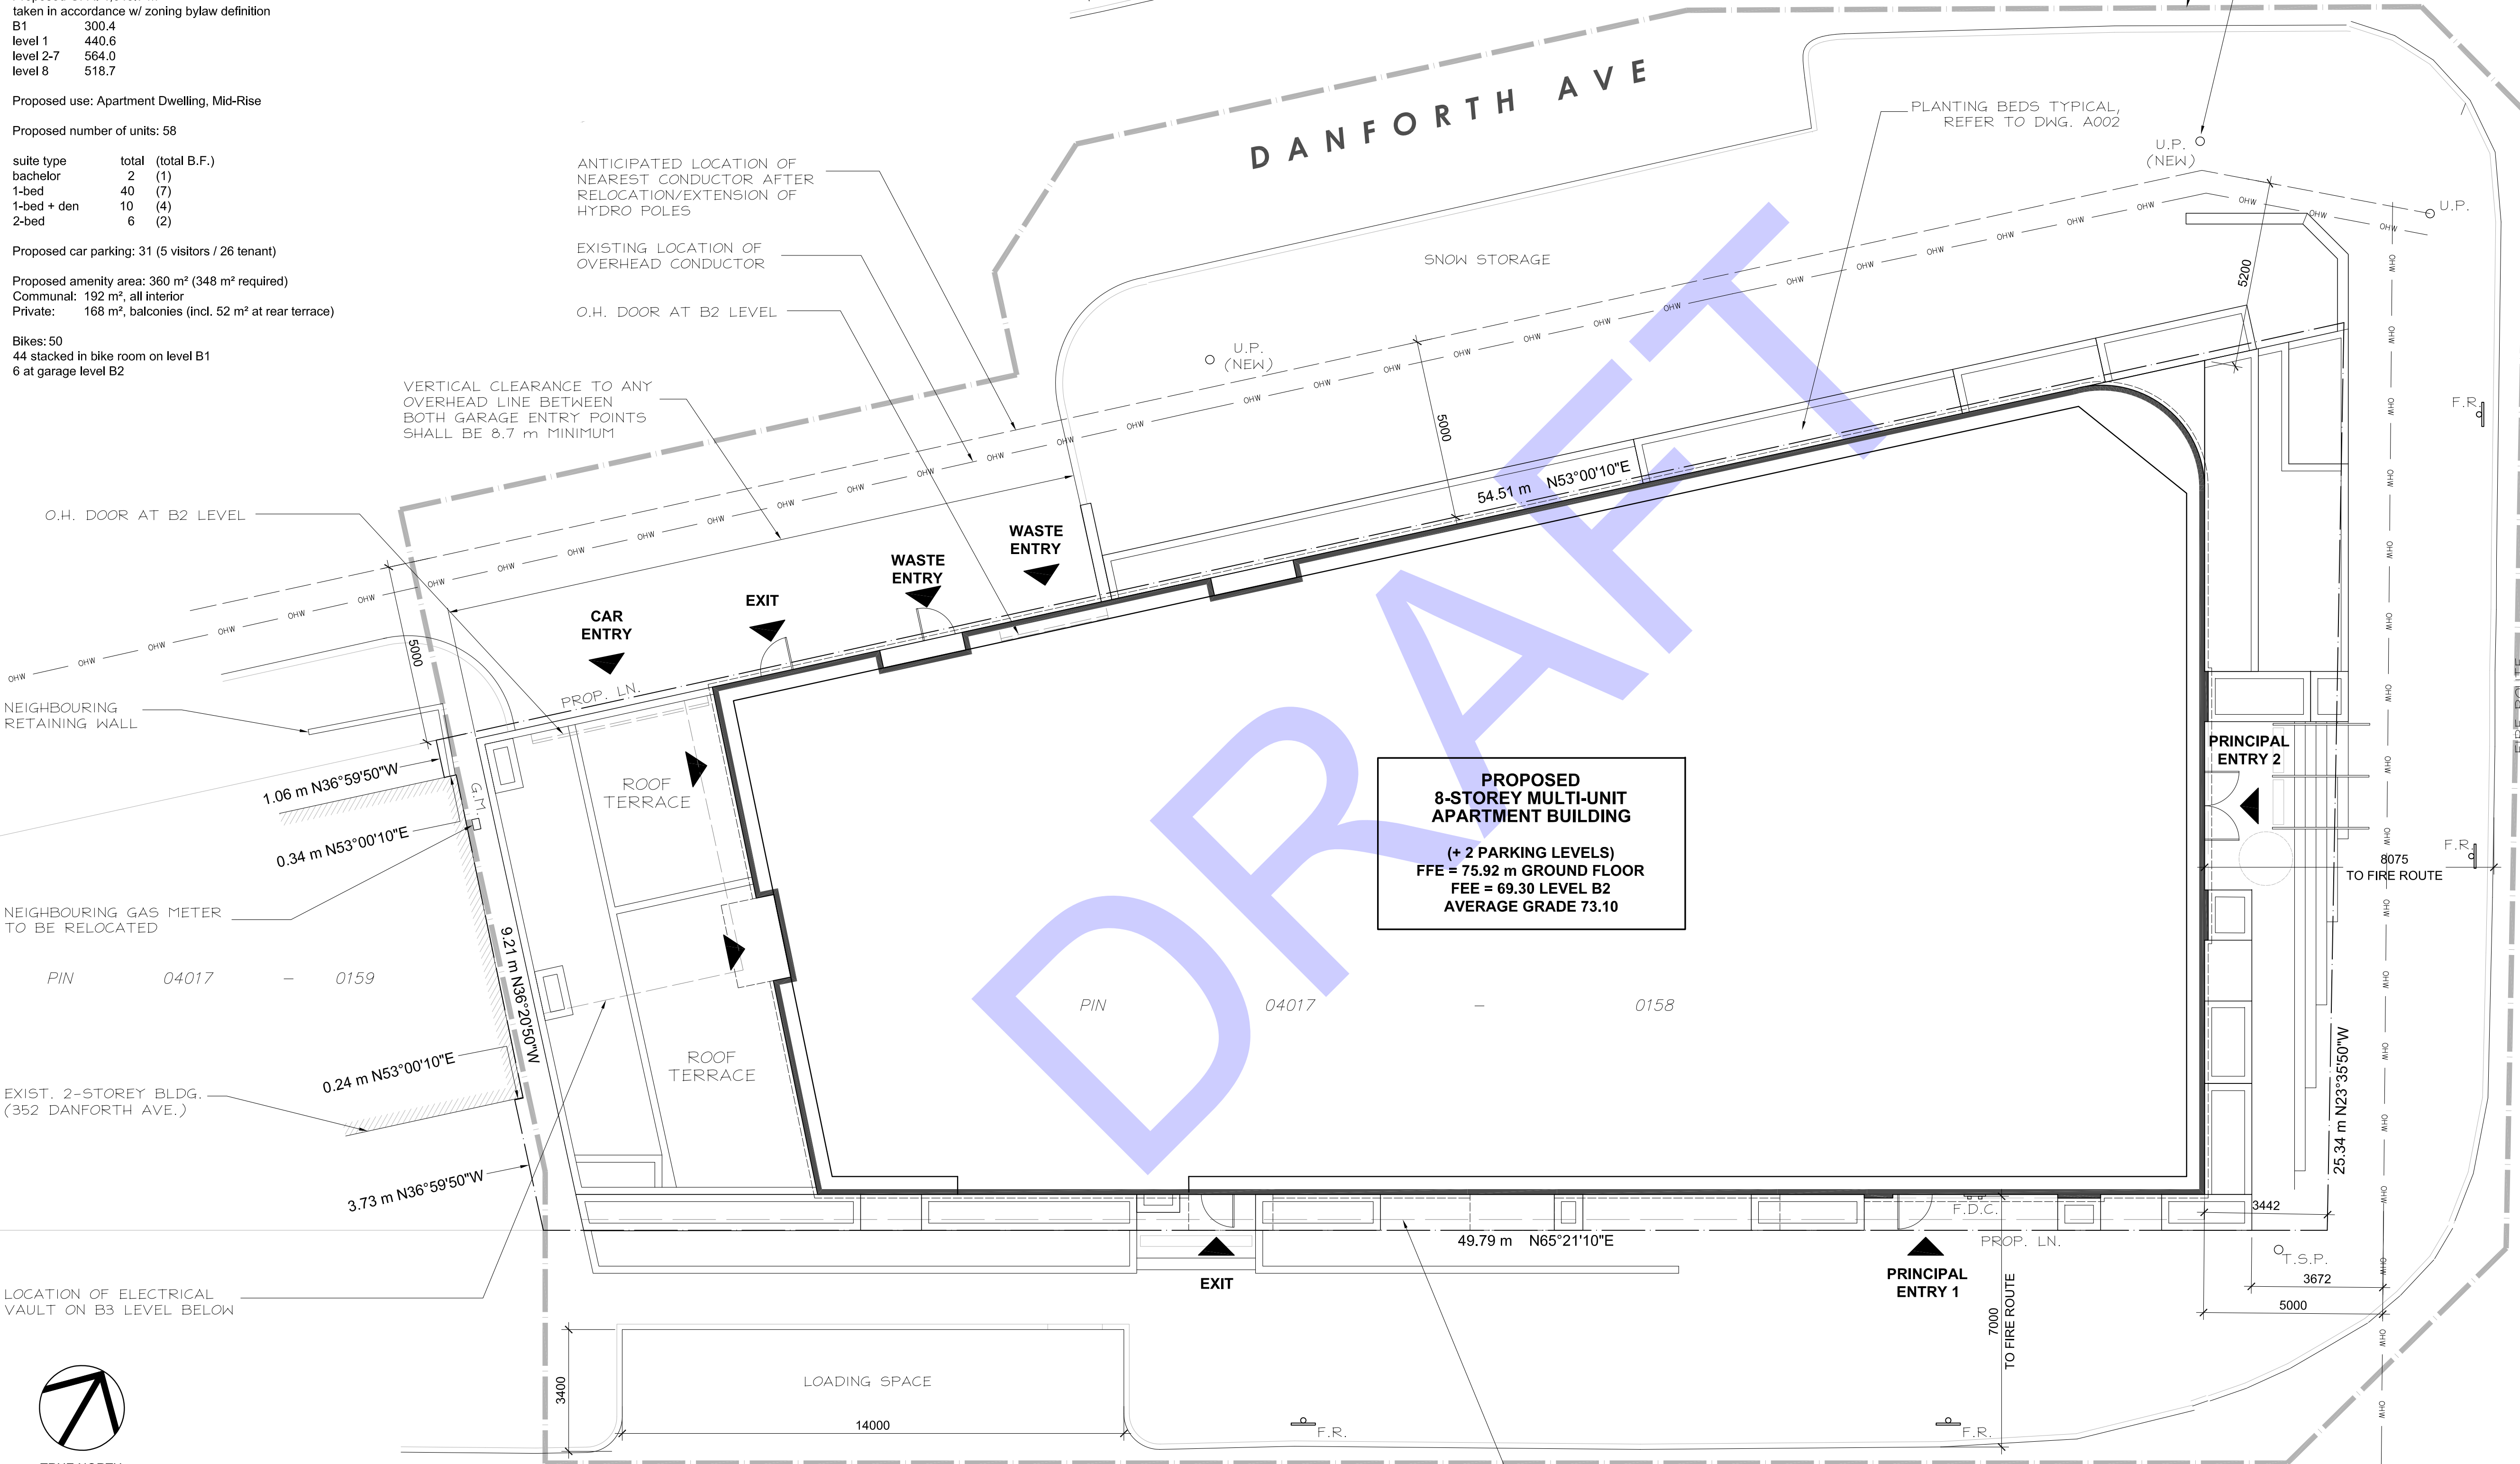 taken in accordance w/ zoning bylaw definition
B1 300.4
level 1 440.6
level 2-7 564.0
level 8 518.7
Proposed use: Apartment Dwelling, Mid-Rise
Proposed number of units: 58
suite type total (total B.F.)
bachelor 2 (1)
1-bed 40 (7)
1-bed + den 10 (4)
2-bed 6 (2)
Proposed car parking: 31 (5 visitors / 26 tenant)
Proposed amenity area: 360 m² (348 m² required)
Communal: 192 m², all interior
Private: 168 m², balconies (incl. 52 m² at rear terrace)
Bikes: 50
44 stacked in bike room on level B1
6 at garage level B2
DANFORTH AVE
ANTICIPATED LOCATION OF
NEAREST CONDUCTOR AFTER
RELOCATION/EXTENSION OF
HYDRO POLES
EXISTING LOCATION OF
OVERHEAD CONDUCTOR
O.H. DOOR AT B2 LEVEL
VERTICAL CLEARANCE TO ANY
OVERHEAD LINE BETWEEN
BOTH GARAGE ENTRY POINTS
SHALL BE 8.7 m MINIMUM
O.H. DOOR AT B2 LEVEL
PLANTING BEDS TYPICAL,
REFER TO DWG. A002
U.P.
(NEW)
U.P.
SNOW STORAGE
5200
U.P.
(NEW)
5000
F.R.
54.51 m N53°00'10"E
OHW
WASTE
ENTRY
WASTE
ENTRY
EXIT
CAR
ENTRY
5000
PROP. LN.
NEIGHBOURING
RETAINING WALL
1.06 m N36°59'50"W
G.M.
0.34 m N53°00'10"E
NEIGHBOURING GAS METER
TO BE RELOCATED
PIN 04017 - 0159
9.21 m N36°20'50"W
0.24 m N53°00'10"E
EXIST. 2-STOREY BLDG.
(352 DANFORTH AVE.)
3.73 m N36°59'50"W
LOCATION OF ELECTRICAL
VAULT ON B3 LEVEL BELOW
ROOF
TERRACE
ROOF
TERRACE
DRAFT
PROPOSED
8-STOREY MULTI-UNIT
APARTMENT BUILDING
(+ 2 PARKING LEVELS)
FFE = 75.92 m GROUND FLOOR
FEE = 69.30 LEVEL B2
AVERAGE GRADE 73.10
PIN 04017 - 0158
PRINCIPAL
ENTRY 2
F.R.
8075
TO FIRE ROUTE
25.34 m N23°35'50"W
3442
F.D.C.
49.79 m N65°21'10"E
PROP. LN.
T.S.P.
3672
5000
EXIT
PRINCIPAL
ENTRY 1
7000
TO FIRE ROUTE
3400
LOADING SPACE
14000
F.R.
F.R.